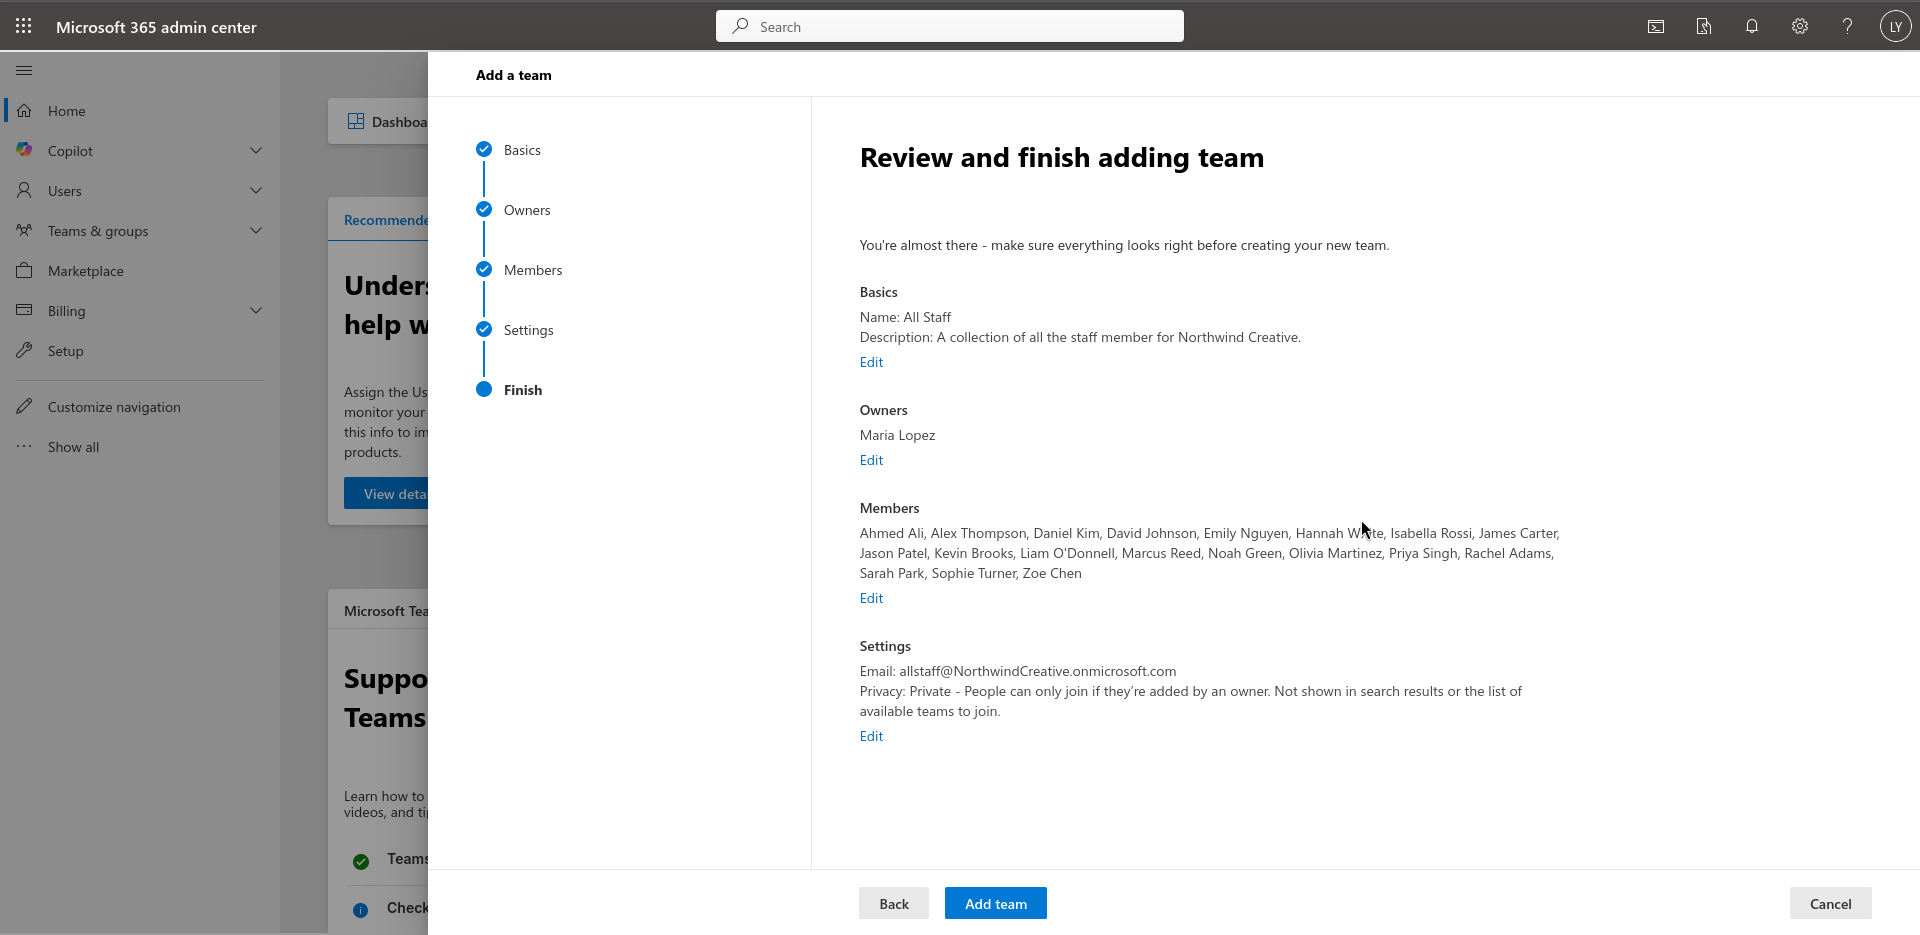 Microsoft 365 admin center
Search
LY
Home
Copilot
Users
Teams & groups
Marketplace
Billing
Setup
Customize navigation
Show all
Dashboa
Recommende
Unders
help w
Assign the Us
monitor your
this info to im
products.
View deta
Microsoft Tea
Suppo
Teams
Learn how to
videos, and tip
Teams
Check
Add a team
Basics
Owners
Members
Settings
Finish
Review and finish adding team
You're almost there - make sure everything looks right before creating your new team.
Basics
Name: All Staff
Description: A collection of all the staff member for Northwind Creative.
Edit
Owners
Maria Lopez
Edit
Members
Ahmed Ali, Alex Thompson, Daniel Kim, David Johnson, Emily Nguyen, Hannah White, Isabella Rossi, James Carter,
Jason Patel, Kevin Brooks, Liam O'Donnell, Marcus Reed, Noah Green, Olivia Martinez, Priya Singh, Rachel Adams,
Sarah Park, Sophie Turner, Zoe Chen
Edit
Settings
Email: allstaff@NorthwindCreative.onmicrosoft.com
Privacy: Private - People can only join if they’re added by an owner. Not shown in search results or the list of
available teams to join.
Edit
Back
Add team
Cancel